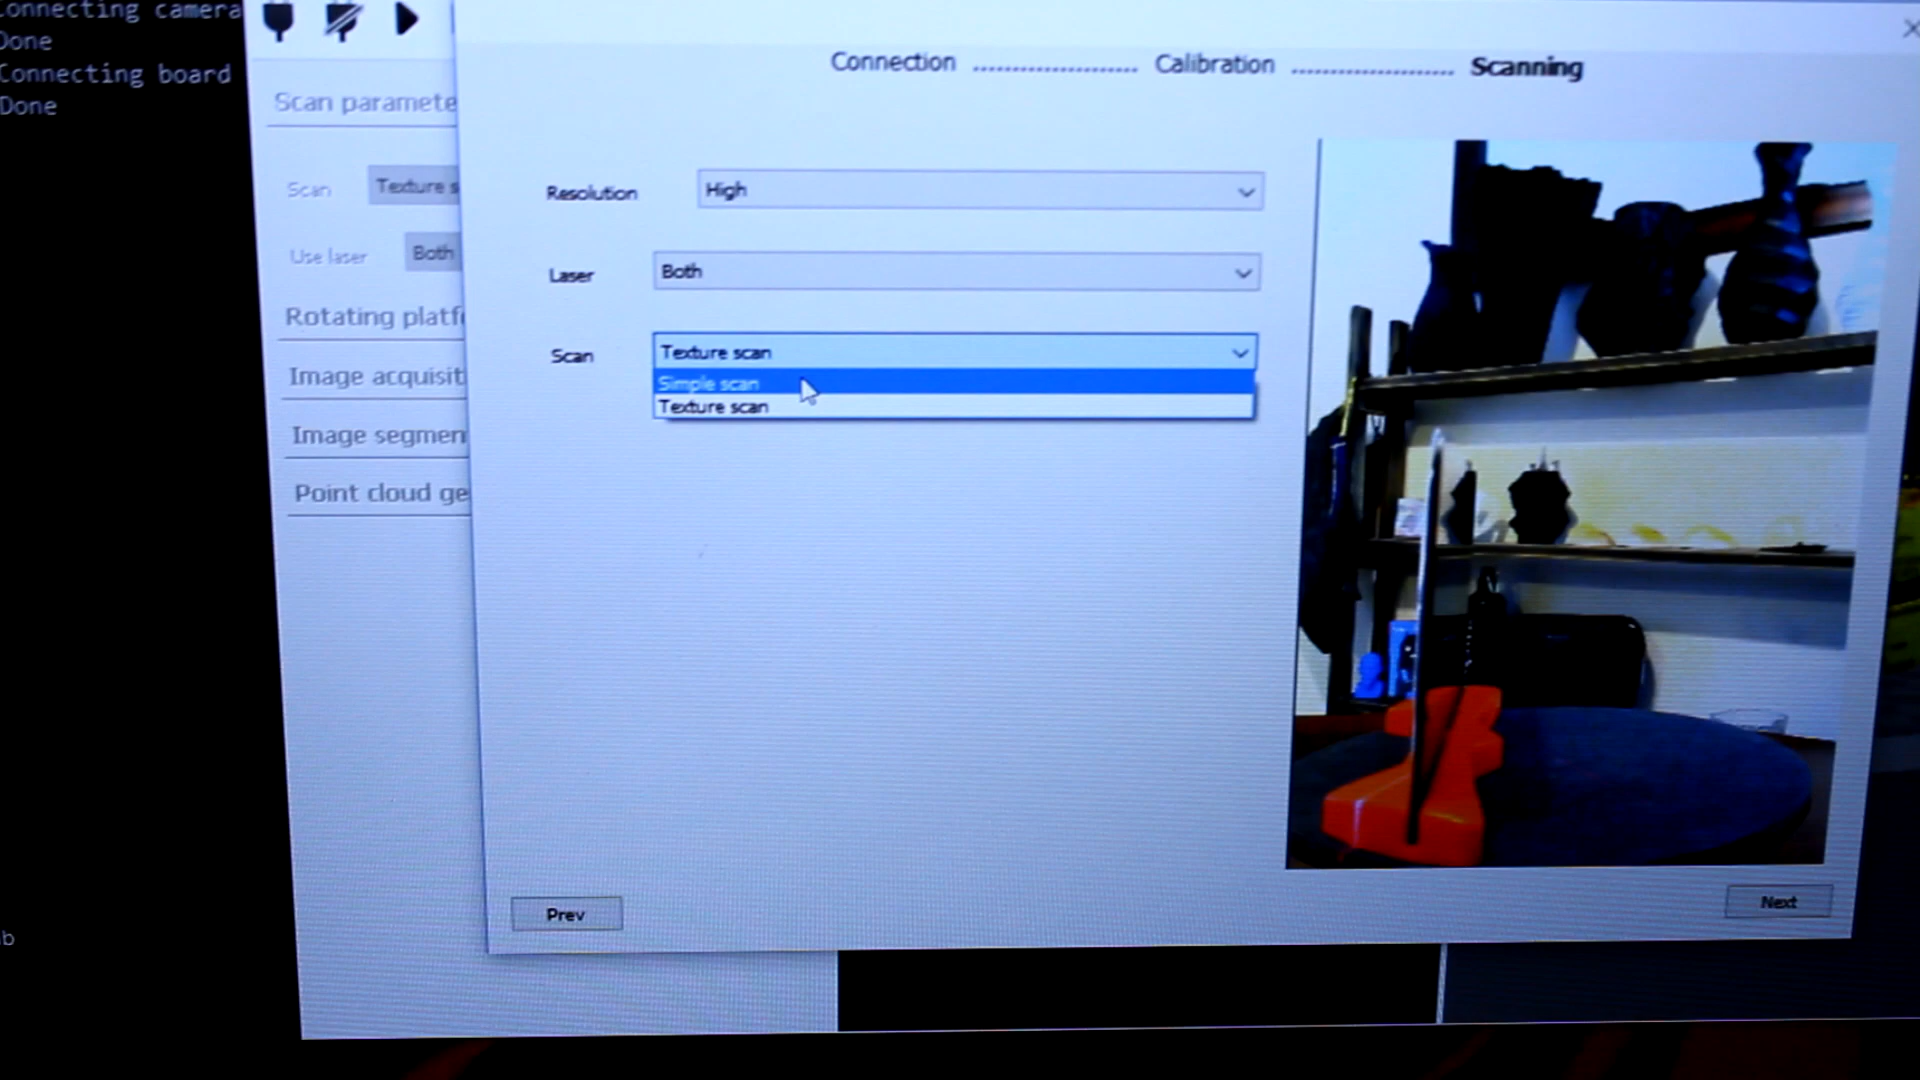 Connecting camera
Done
Connecting board
Done
Scan paramete
Scan Texture s
Use laser Both
Rotating platf
Image acquisit
Image segmen
Point cloud ge
Connection Calibration Scanning
Resolution High
Laser Both
Scan Texture scan
Simple scan
Texture scan
Prev
Next
b